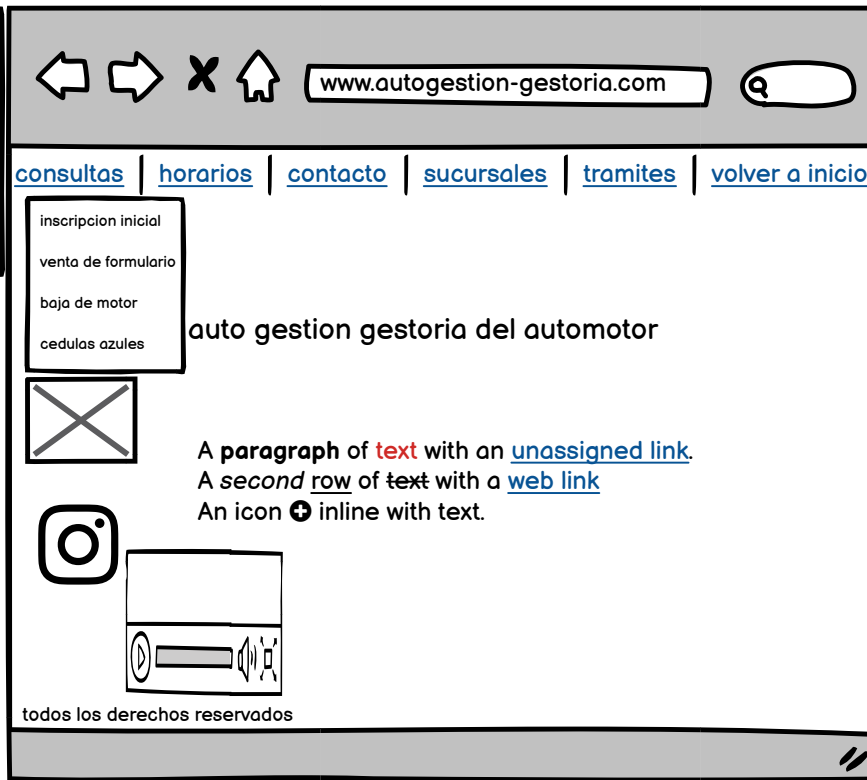 www.autogestion-gestoria.com
consultas horarios contacto sucursales tramites volver a inicio
inscripcion inicial
venta de formulario
baja de motor
cedulas azules
auto gestion gestoria del automotor
A paragraph of text with an unassigned link.
A second row of text with a web link
An icon inline with text.
todos los derechos reservados